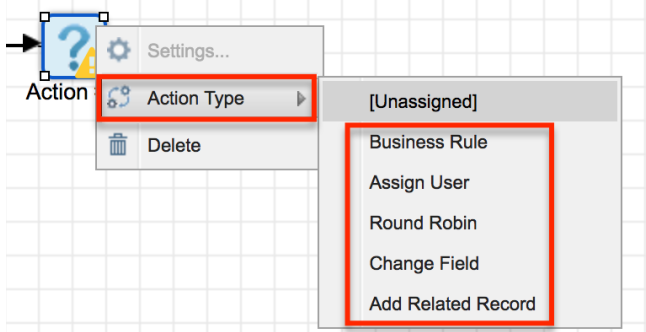 Settings...
Action
Action Type
[Unassigned]
Delete
Business Rule
Assign User
Round Robin
Change Field
Add Related Record